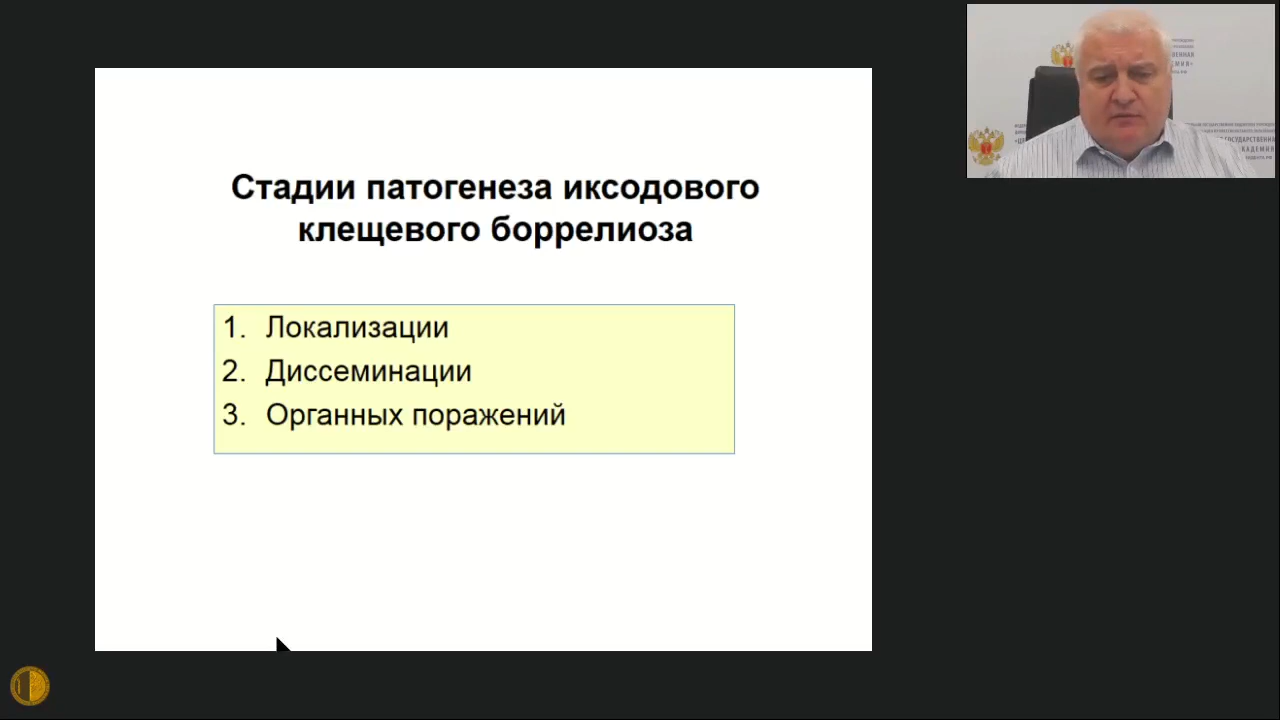 Стадии патогенеза иксодового
клещевого боррелиоза
1. Локализации
2. Диссеминации
3. Органных поражений